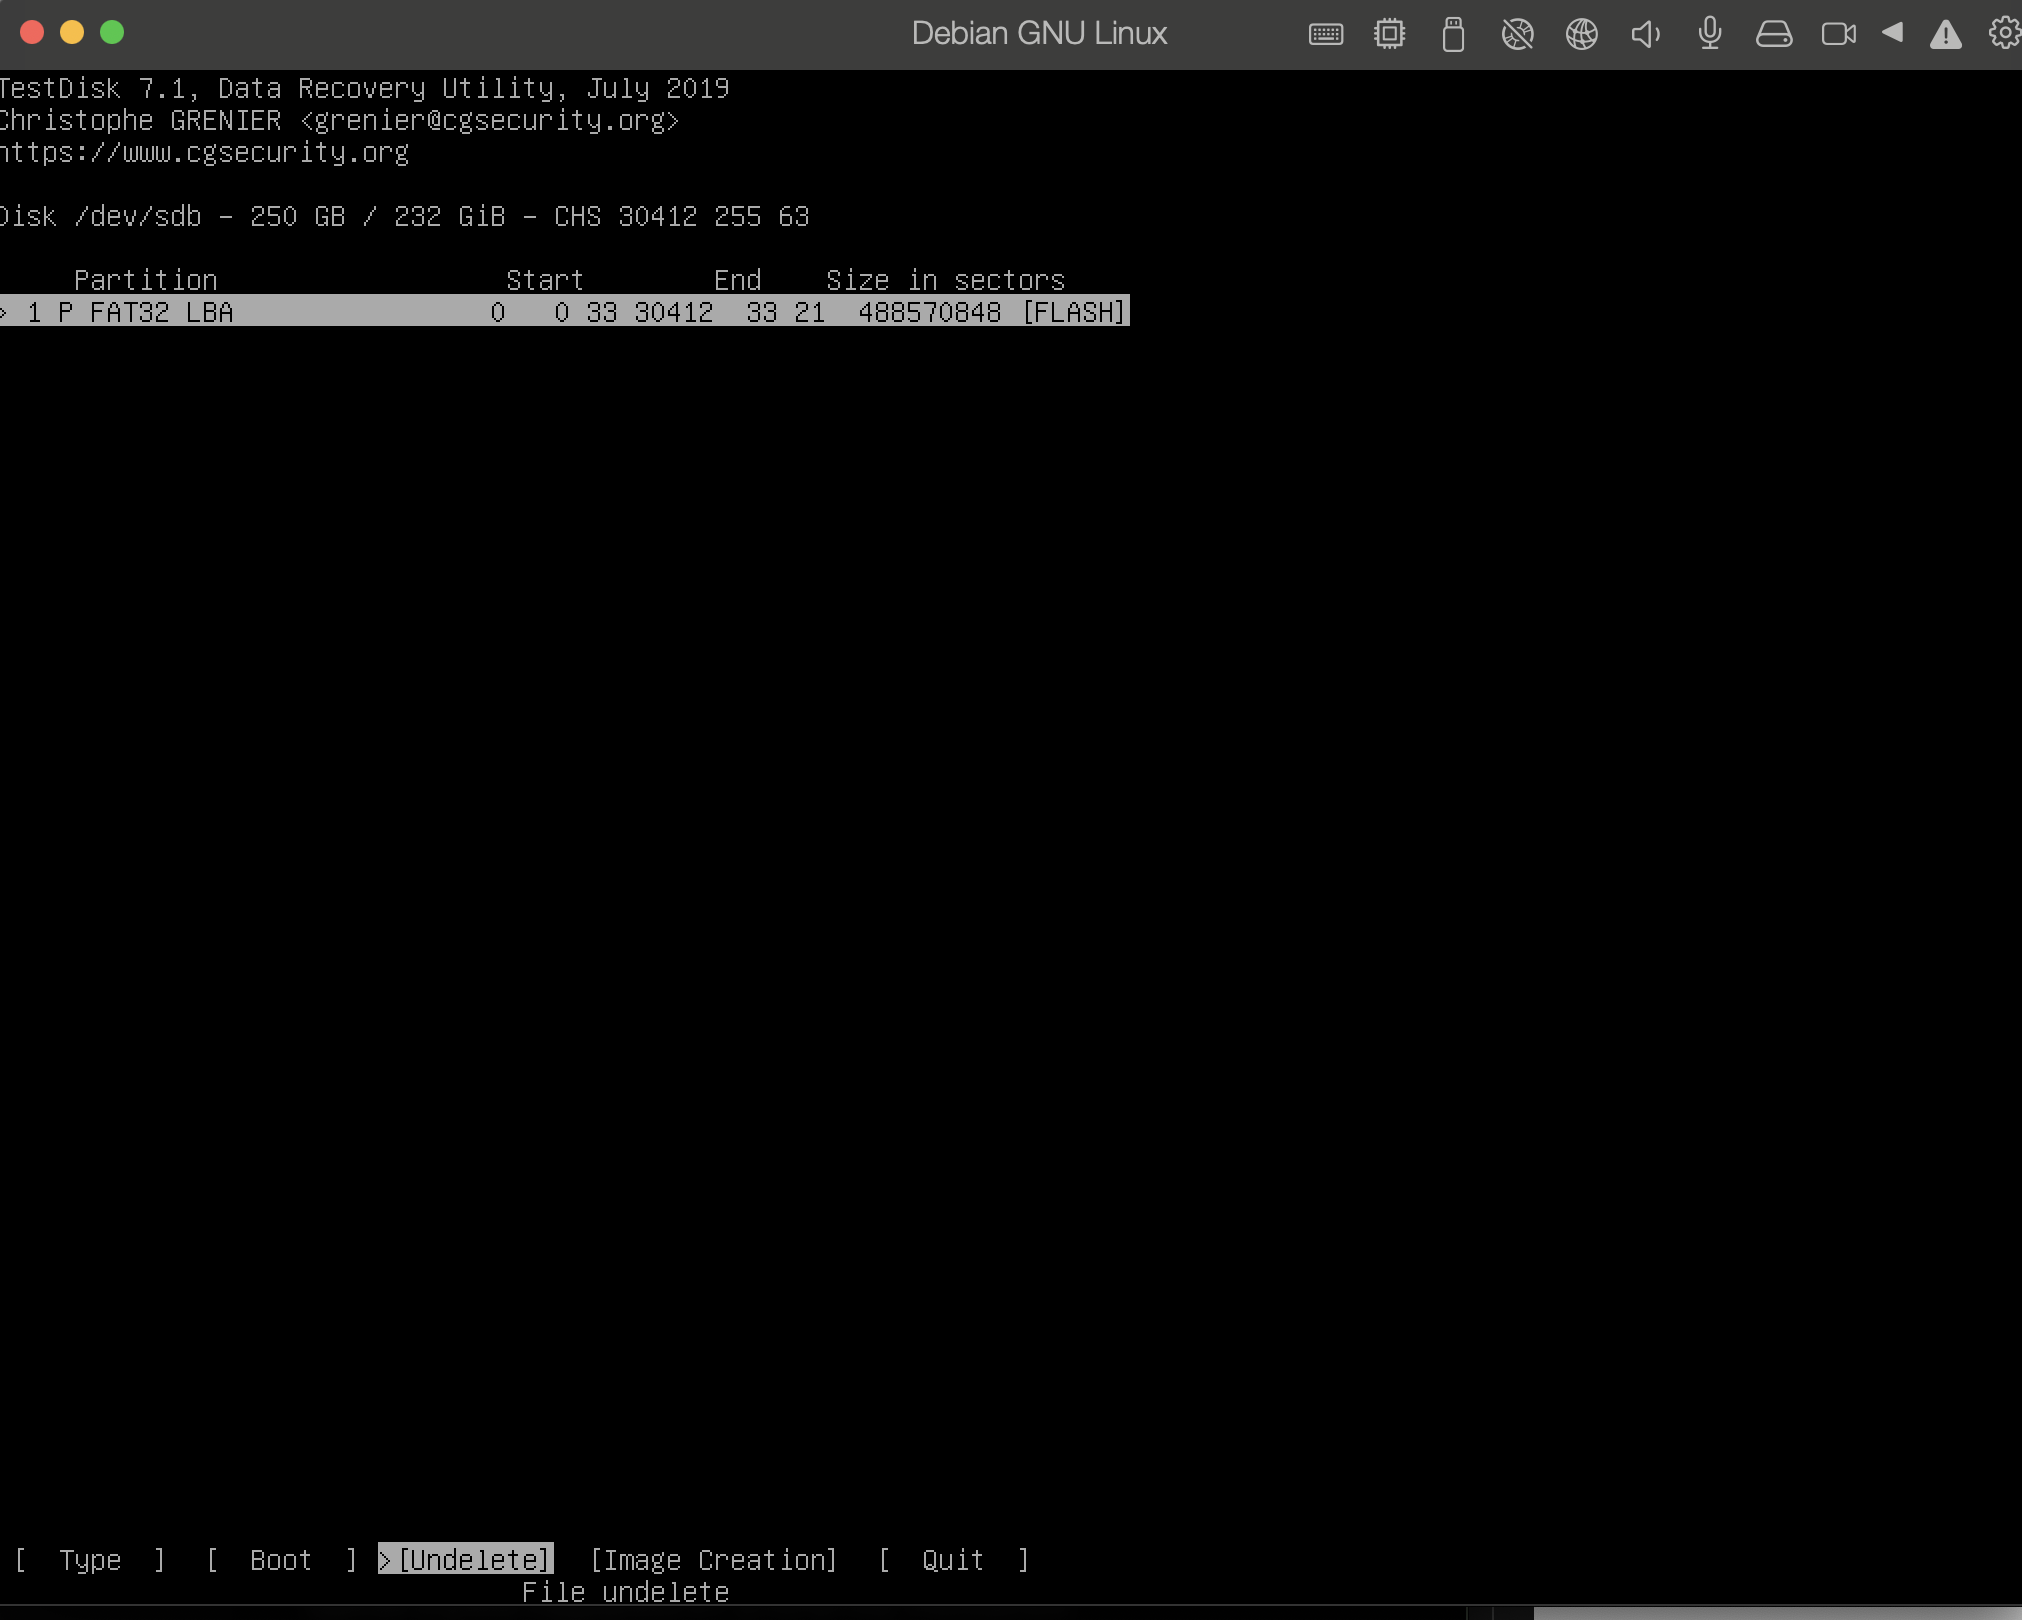 Debian GNU Linux
TestDisk 7.1, Data Recovery Utility, July 2019
Christophe GRENIER <grenier@cgsecurity.org>
https://www.cgsecurity.org
Disk /dev/sdb - 250 GB / 232 GiB - CHS 30412 255 63
Partition Start End Size in sectors
> 1 P FAT32 LBA 0 0 33 30412 33 21 488570848 [FLASH]
[ Type ] [ Boot ] >[Undelete] [Image Creation] [ Quit ]
File undelete